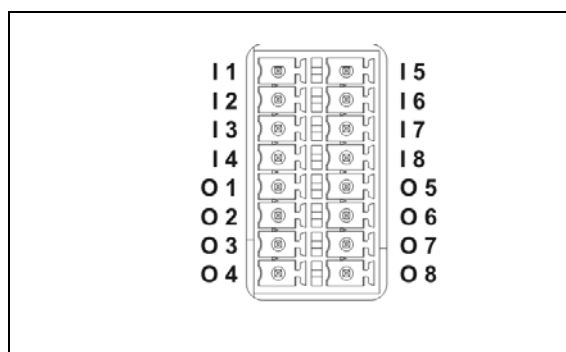 I 1 I 5
I 2 I 6
I 3 I 7
I 4 I 8
O 1 O 5
O 2 O 6
O 3 O 7
O 4 O 8